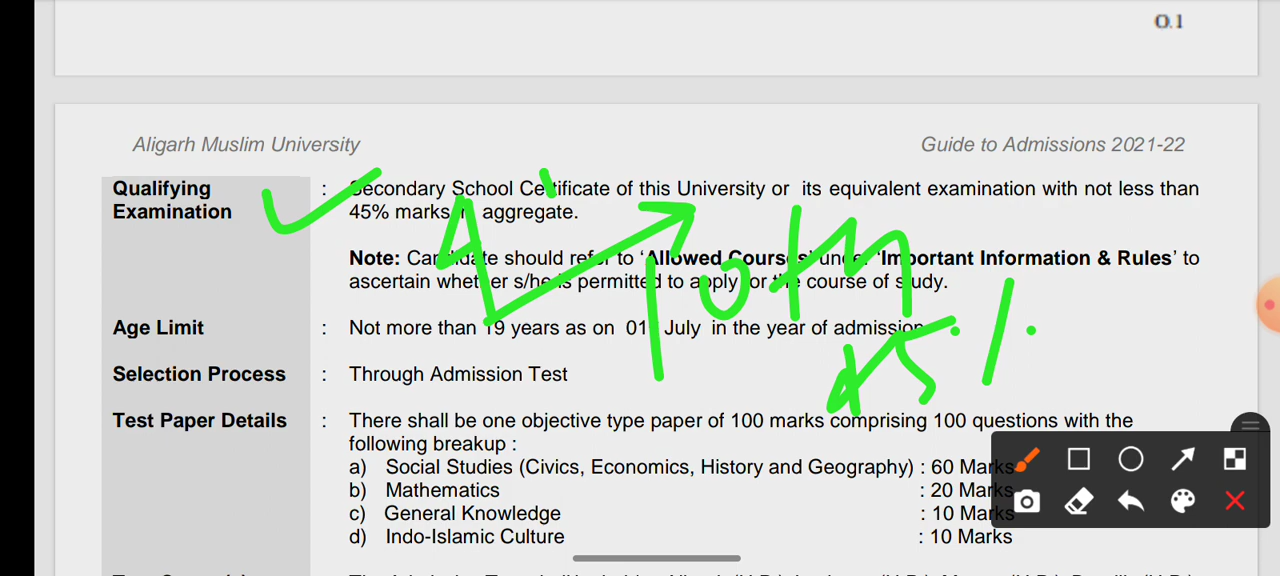 Q.1
Aligarh Muslim University Guide to Admissions 2021-22
Qualifying Examination : Secondary School Certificate of this University or its equivalent examination with not less than
45% marks in aggregate.
Note: Candidate should refer to ‘Allowed Courses’ under ‘Important Information & Rules’ to
ascertain whether s/he is permitted to apply for the course of study.
Age Limit : Not more than 19 years as on 01st July in the year of admission.
Selection Process : Through Admission Test
Test Paper Details : There shall be one objective type paper of 100 marks comprising 100 questions with the
following breakup :
a) Social Studies (Civics, Economics, History and Geography) : 60 Marks
b) Mathematics : 20 Marks
c) General Knowledge : 10 Marks
d) Indo-Islamic Culture : 10 Marks
10th
45%